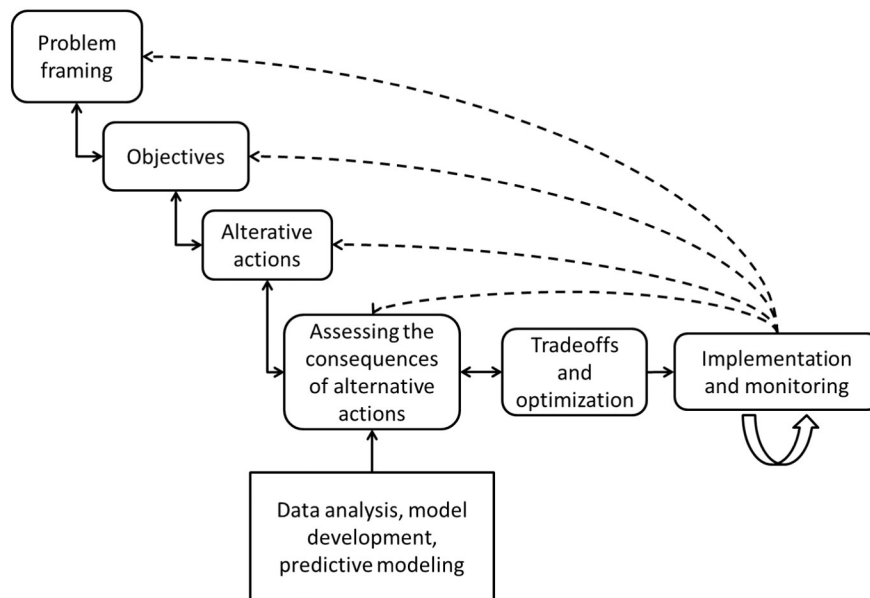 Problem
framing
Objectives
Alterative
actions
Assessing the
consequences
of alternative
actions
Tradeoffs
and
optimization
Implementation
and monitoring
Data analysis, model
development,
predictive modeling